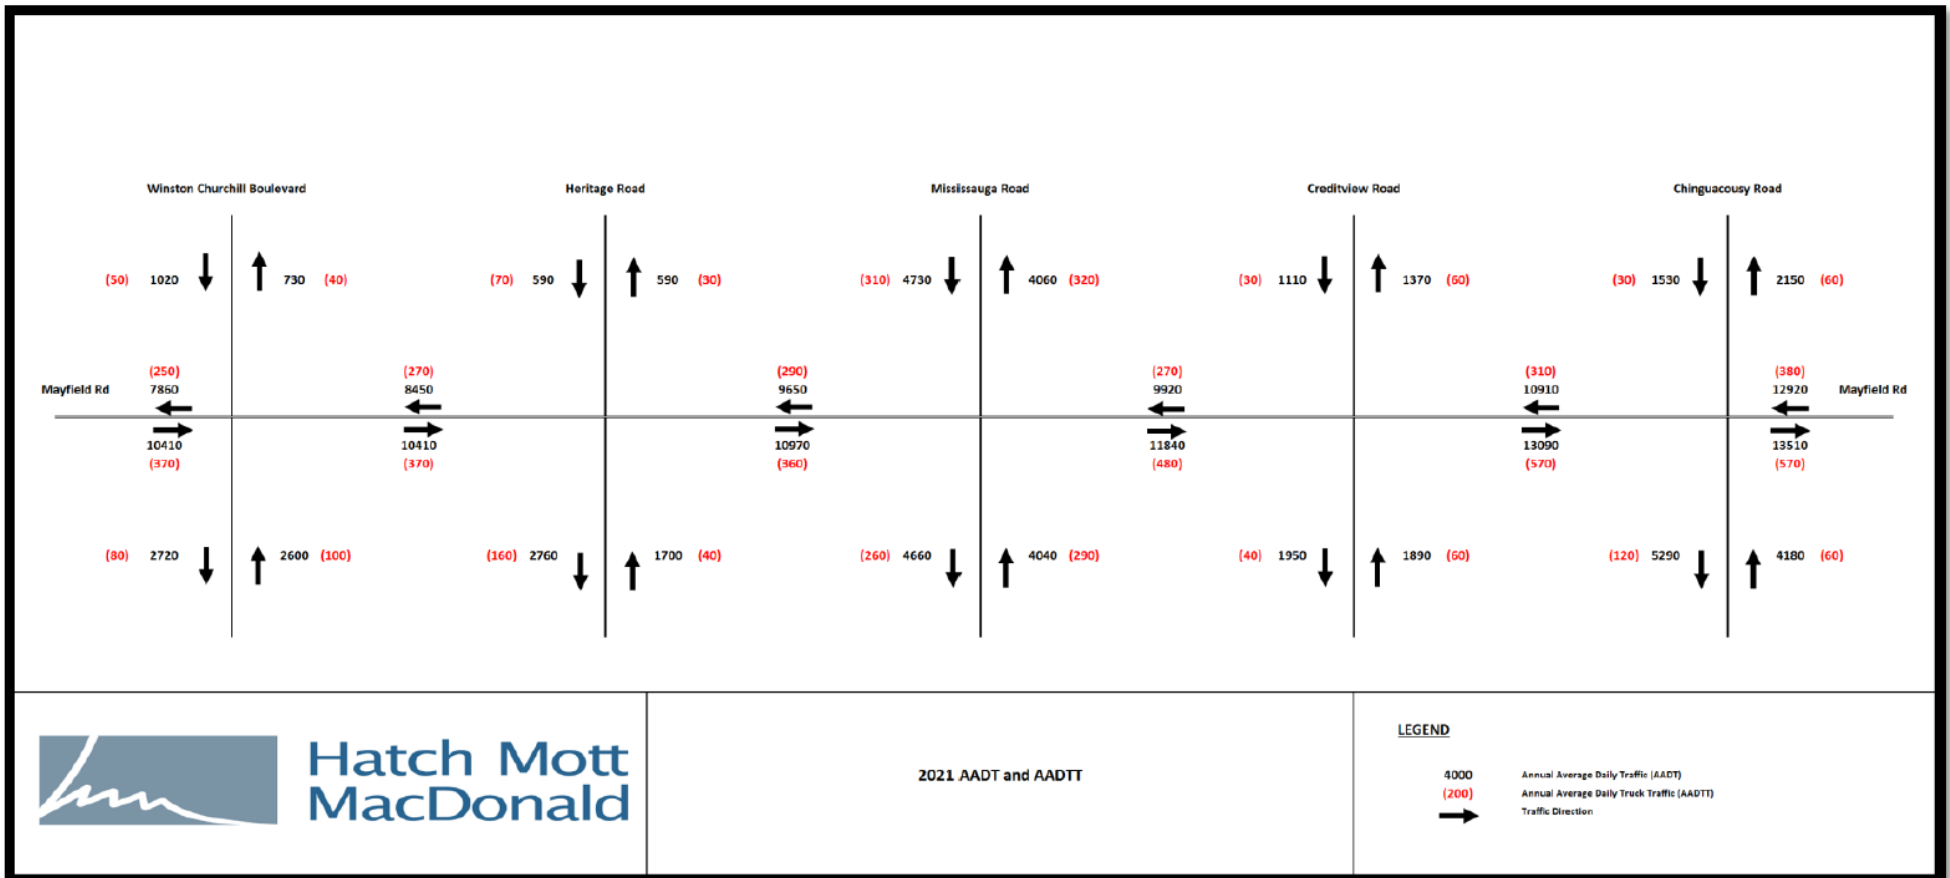 Winston Churchill Boulevard Heritage Road Mississauga Road Creditview Road Chinguacousy Road
(50) 1020 730 (40) (70) 590 590 (30) (310) 4730 4060 (320) (30) 1110 1370 (60) (30) 1530 2150 (60)
(250) (270) (290) (270) (310) (380)
Mayfield Rd 7860 8450 9650 9920 10910 12920 Mayfield Rd
10410 10410 10970 11840 13090 13510
(370) (370) (360) (480) (570) (570)
(80) 2720 2600 (100) (160) 2760 1700 (40) (260) 4660 4040 (290) (40) 1950 1890 (60) (120) 5290 4180 (60)
Hatch Mott
MacDonald
2021 AADT and AADTT
LEGEND
4000 Annual Average Daily Traffic (AADT)
(200) Annual Average Daily Truck Traffic (AADTT)
Traffic Direction